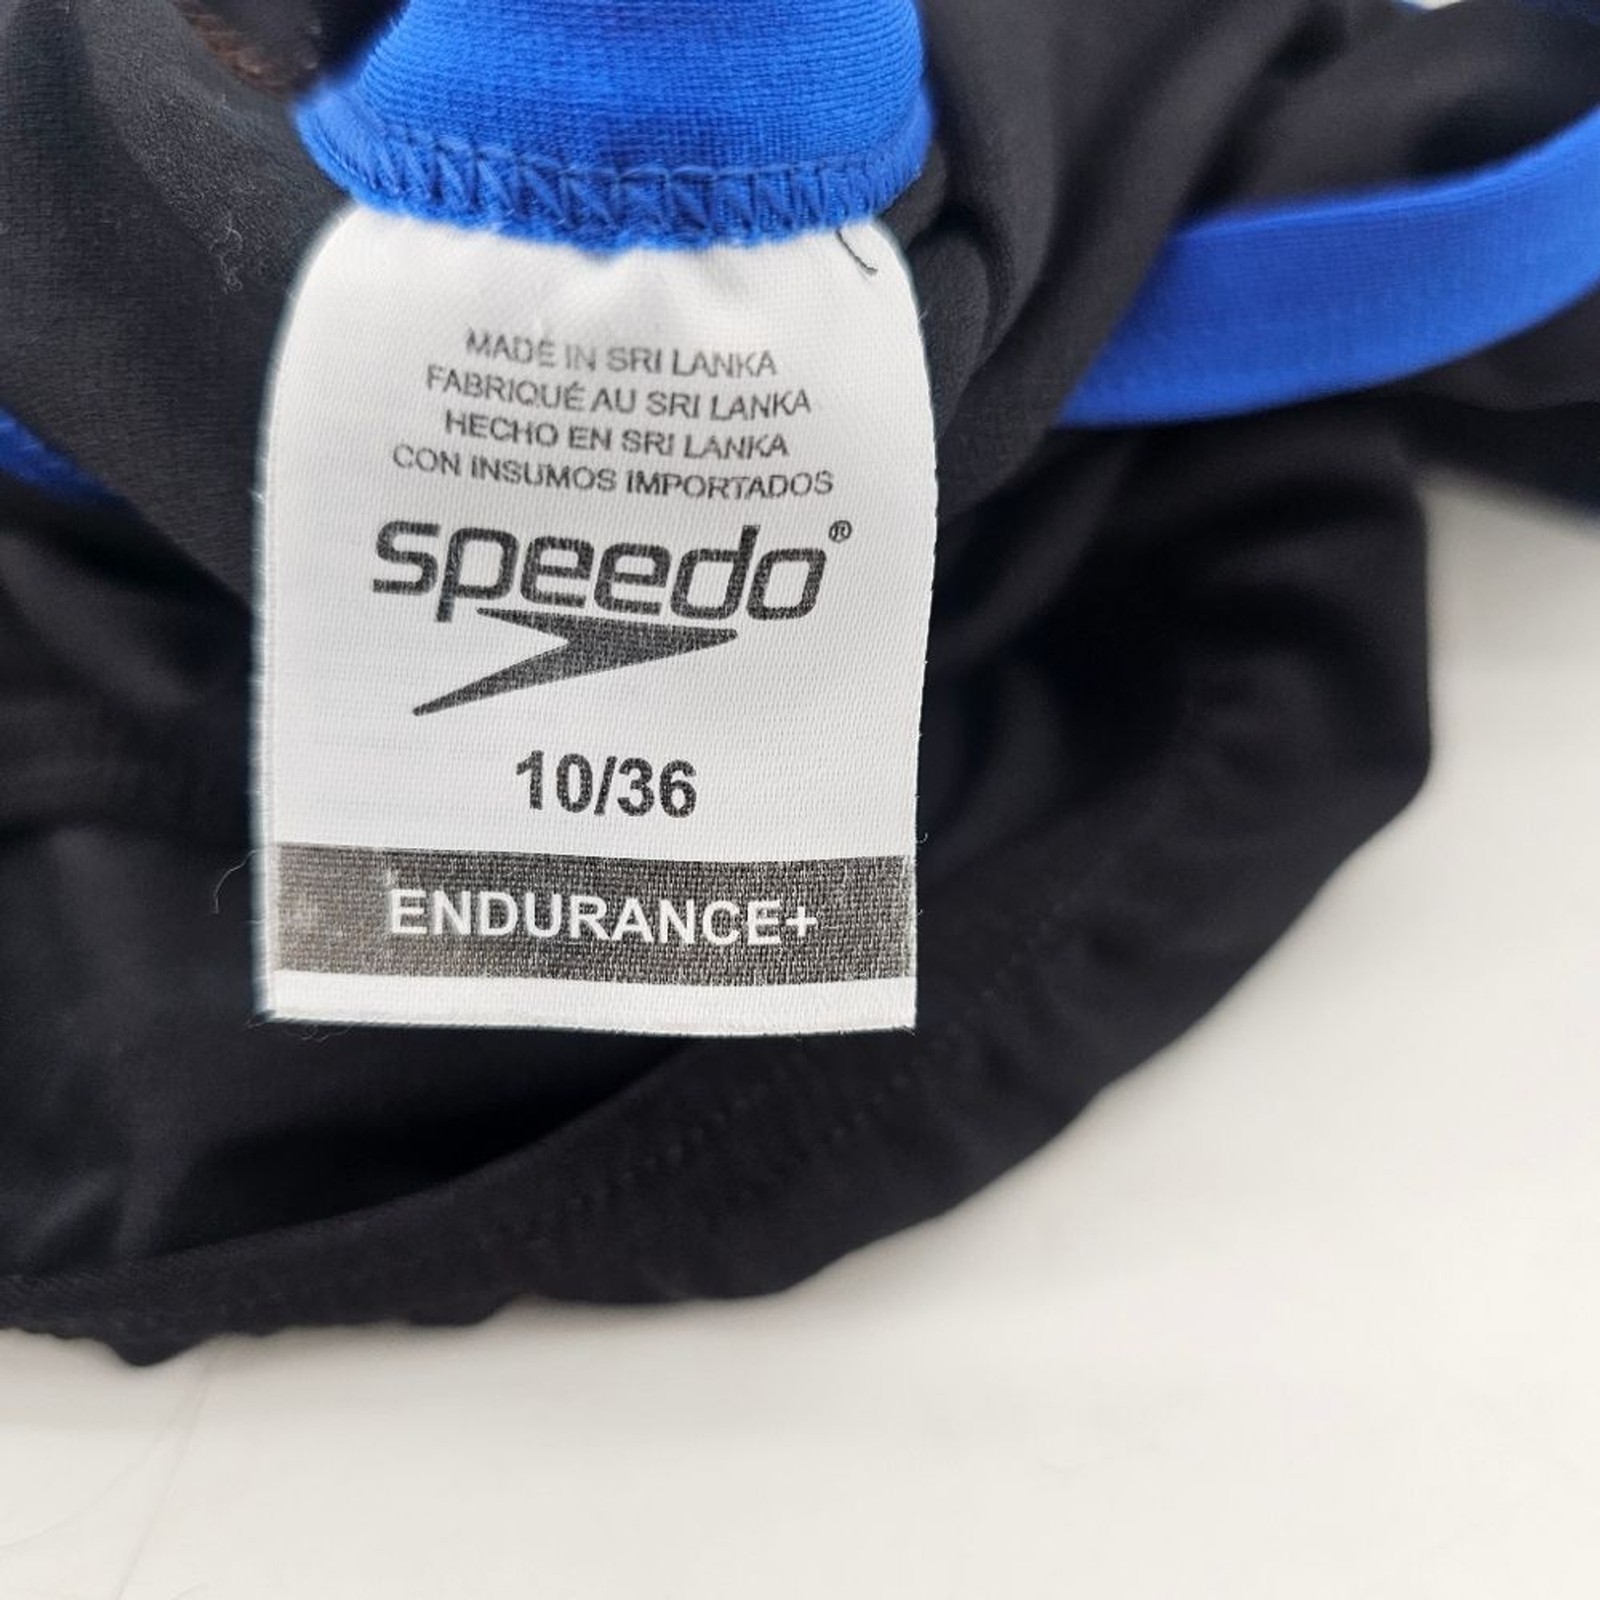 MADE IN SRI LANKA
FABRIQUÉ AU SRI LANKA
HECHO EN SRI LANKA
CON INSUMOS IMPORTADOS
speedo®
10/36
ENDURANCE+